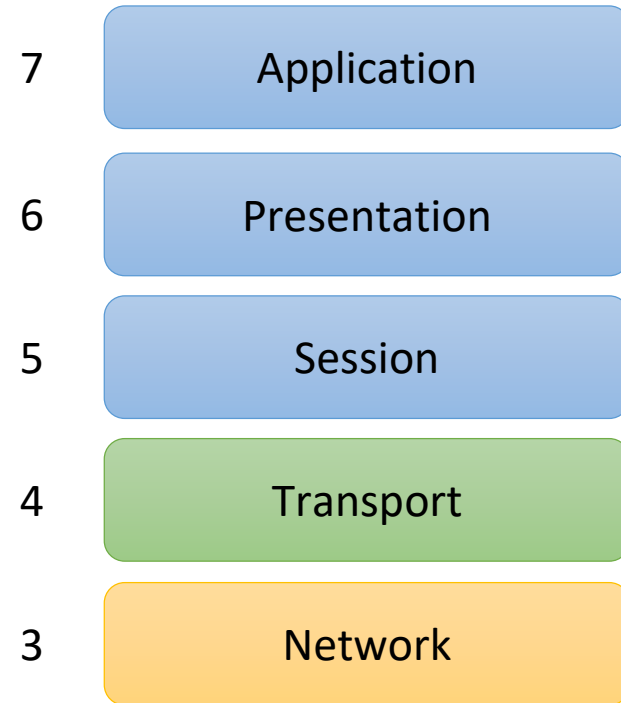 7 Application
6 Presentation
5 Session
4 Transport
3 Network